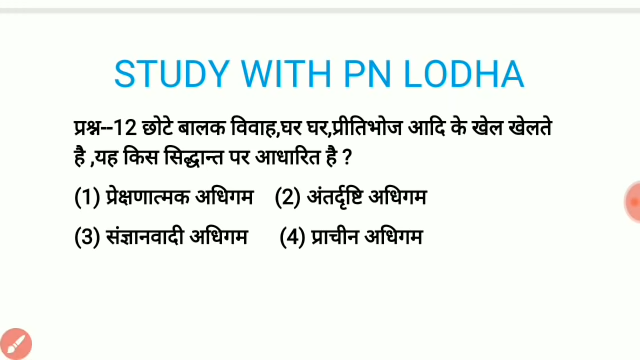 STUDY WITH PN LODHA
प्रश्न--12 छोटे बालक विवाह,घर घर,प्रीतिभोज आदि के खेल खेलते
है ,यह किस सिद्धान्त पर आधारित है ?
(1) प्रेक्षणात्मक अधिगम (2) अंतर्दृष्टि अधिगम
(3) संज्ञानवादी अधिगम (4) प्राचीन अधिगम